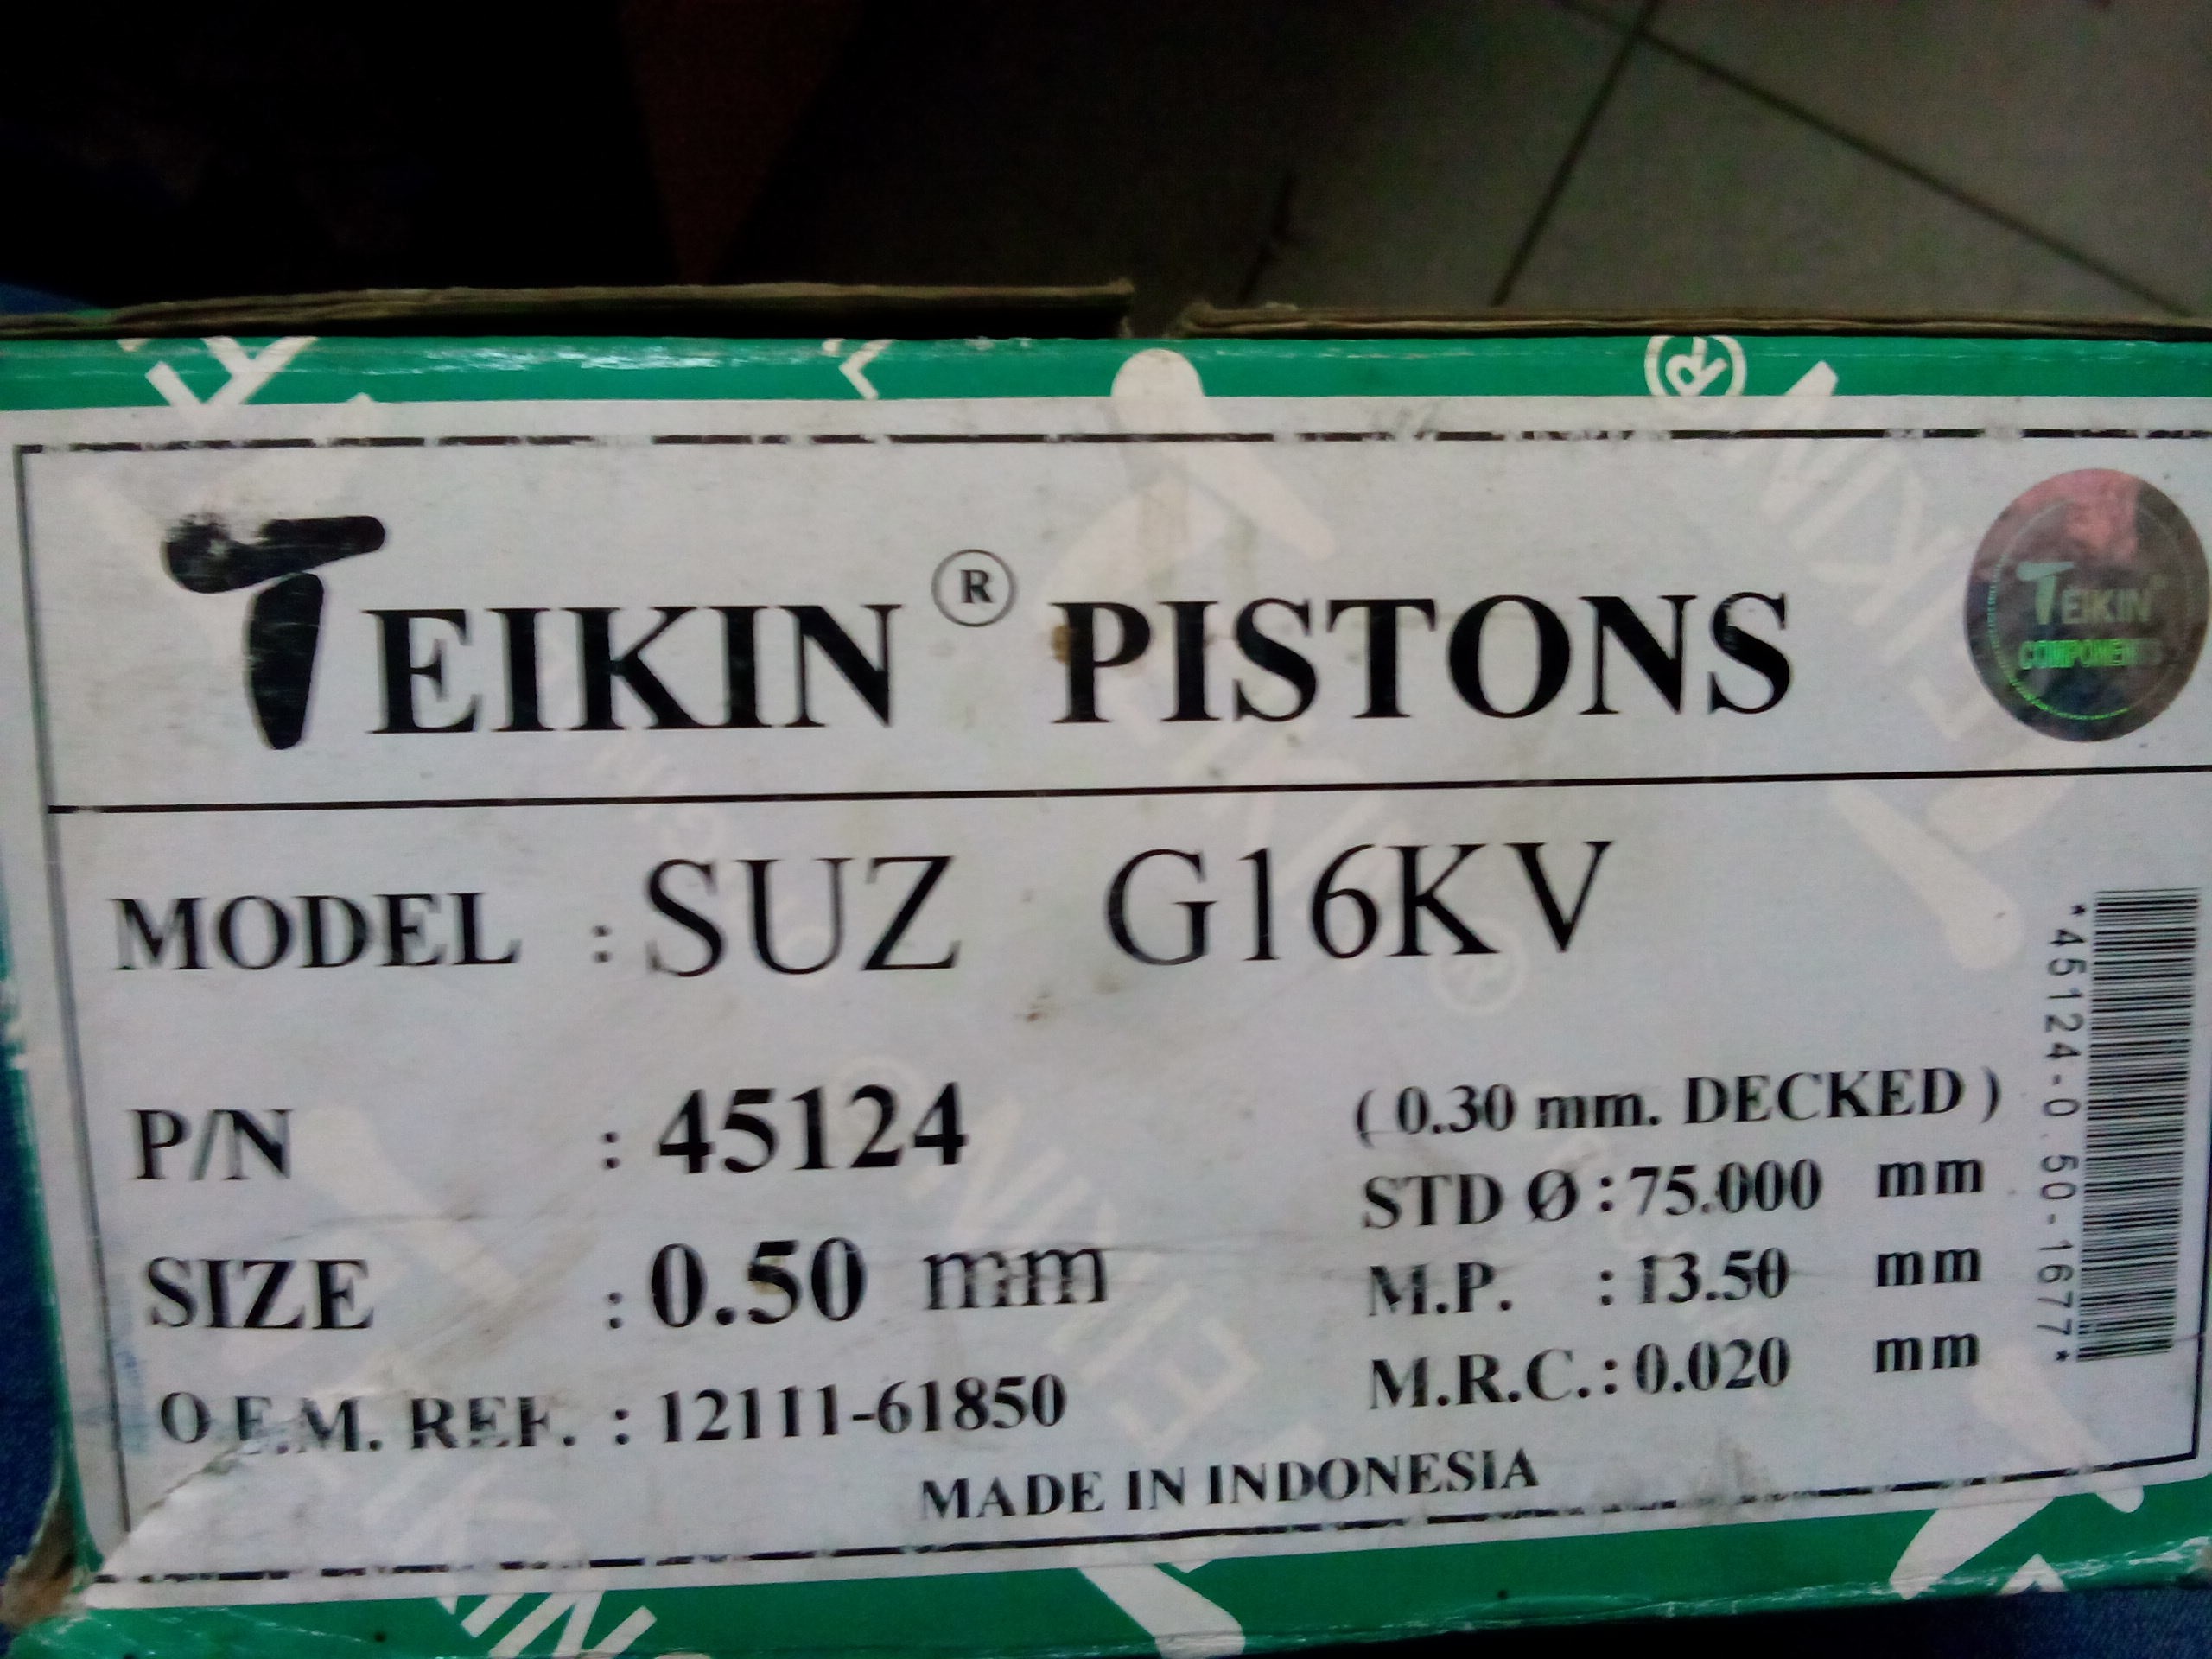 TEIKIN ® PISTONS
TEIKIN
COMPONENTS
MODEL : SUZ G16KV
P/N : 45124
SIZE : 0.50 mm
O.E.M. REF. : 12111-61850
( 0.30 mm. DECKED )
STD Ø : 75.000 mm
M.P. : 13.50 mm
M.R.C. : 0.020 mm
MADE IN INDONESIA
*45124-0.50-1677*